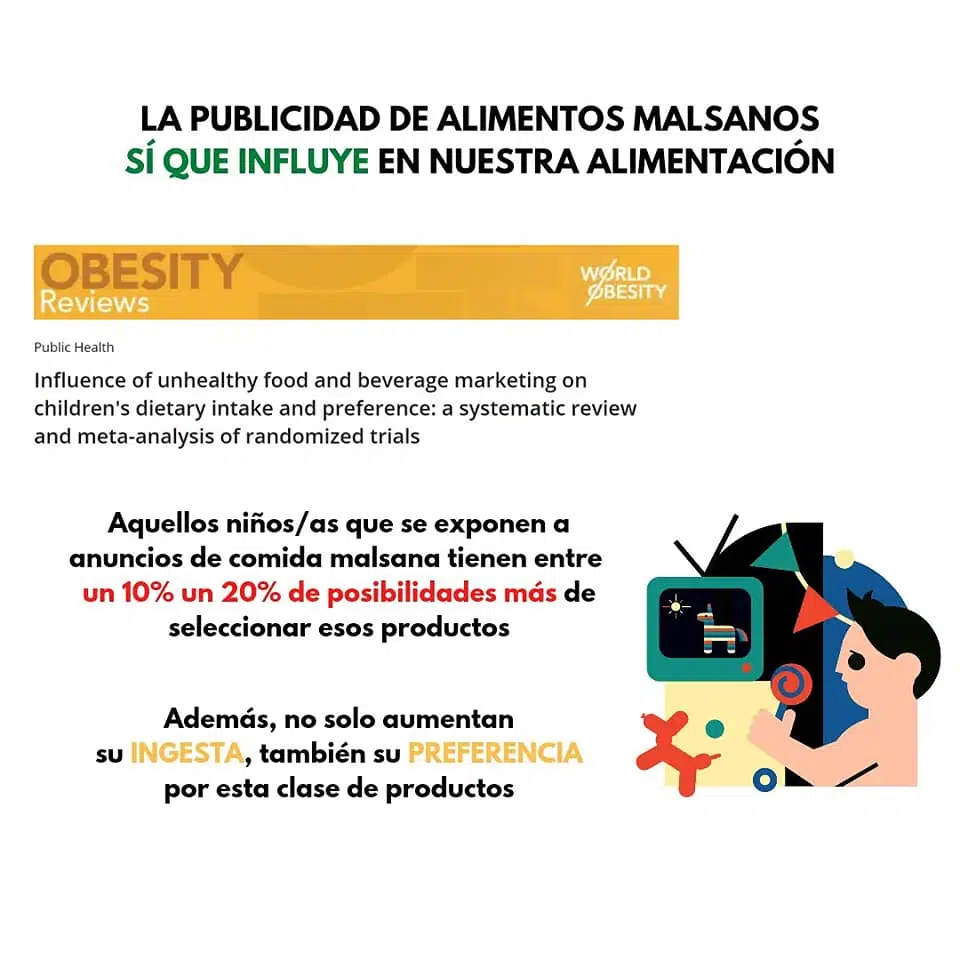 LA PUBLICIDAD DE ALIMENTOS MALSANOS
SÍ QUE INFLUYE EN NUESTRA ALIMENTACIÓN
OBESITY
Reviews
WORLD
OBESITY
Public Health
Influence of unhealthy food and beverage marketing on
children's dietary intake and preference: a systematic review
and meta-analysis of randomized trials
Aquellos niños/as que se exponen a
anuncios de comida malsana tienen entre
un 10% un 20% de posibilidades más de
seleccionar esos productos
Además, no solo aumentan
su INGESTA, también su PREFERENCIA
por esta clase de productos